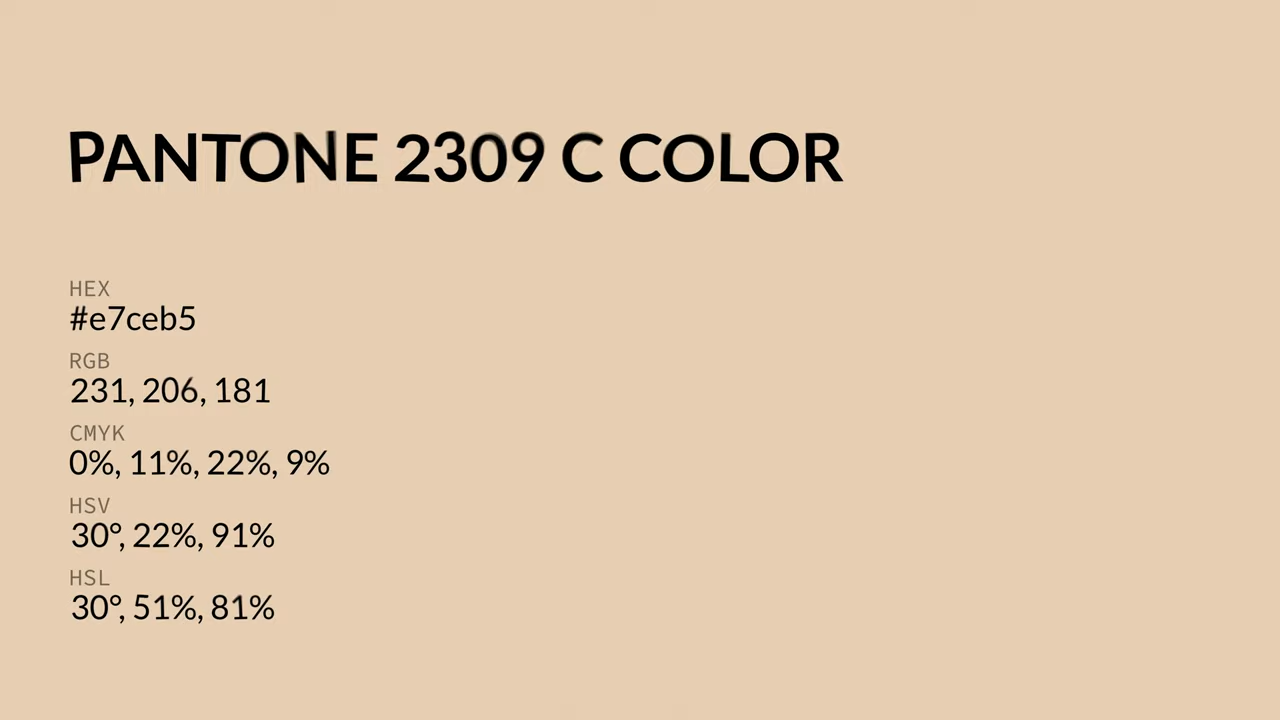 PANTONE 2309 C COLOR
HEX
#e7ceb5
RGB
231, 206, 181
CMYK
0%, 11%, 22%, 9%
HSV
30°, 22%, 91%
HSL
30°, 51%, 81%